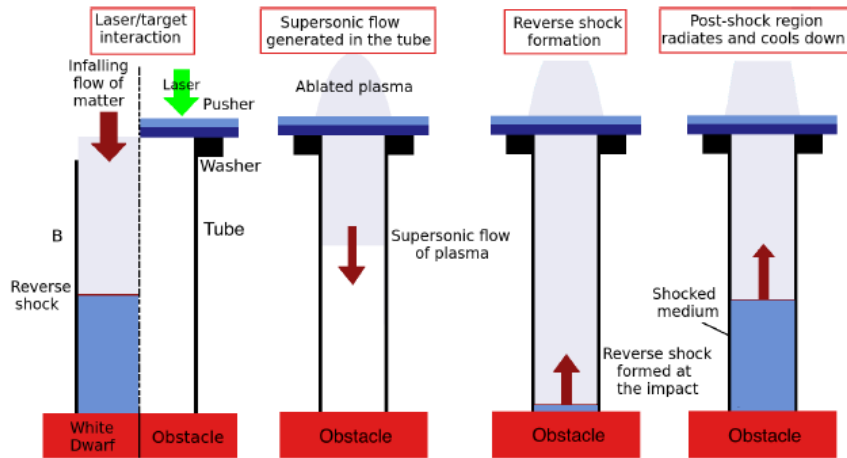 Laser/target
interaction
Supersonic flow
generated in the tube
Reverse shock
formation
Post-shock region
radiates and cools down
Infalling
flow of
matter
Laser
Pusher
Washer
B
Tube
Reverse
shock
White
Dwarf
Obstacle
Ablated plasma
Supersonic flow
of plasma
Obstacle
Reverse shock
formed at
the impact
Obstacle
Shocked
medium
Obstacle